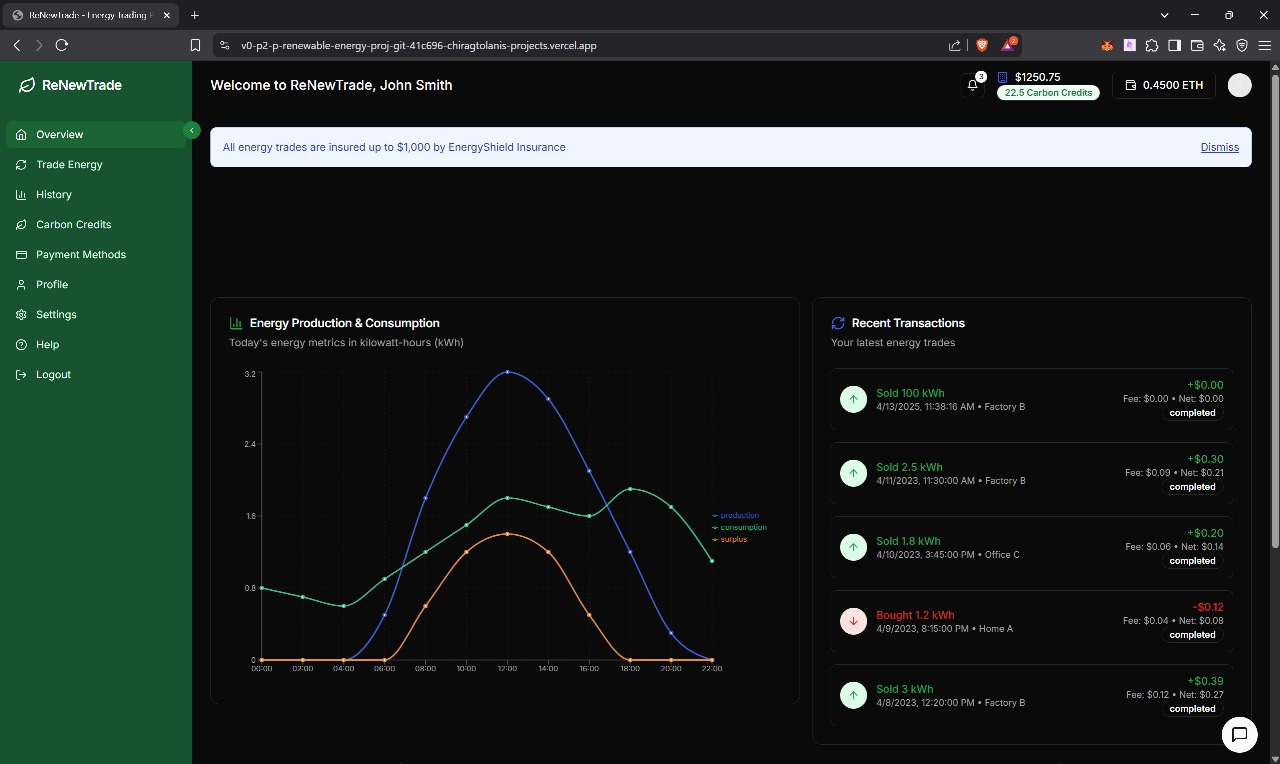 ReNewTrade - Energy Trading P
v0-p2-p-renewable-energy-proj-git-41c696-chiragtolanis-projects.vercel.app
2
ReNewTrade
Overview
Trade Energy
History
Carbon Credits
Payment Methods
Profile
Settings
Help
Logout
Welcome to ReNewTrade, John Smith
3
$1250.75
22.5 Carbon Credits
0.4500 ETH
All energy trades are insured up to $1,000 by EnergyShield Insurance
Dismiss
Energy Production & Consumption
Today's energy metrics in kilowatt-hours (kWh)
3.2
2.4
1.6
0.8
0
00:00 02:00 04:00 06:00 08:00 10:00 12:00 14:00 16:00 18:00 20:00 22:00
production
consumption
surplus
Recent Transactions
Your latest energy trades
Sold 100 kWh
4/13/2025, 11:38:16 AM • Factory B
+$0.00
Fee: $0.00 • Net: $0.00
completed
Sold 2.5 kWh
4/11/2023, 11:30:00 AM • Factory B
+$0.30
Fee: $0.09 • Net: $0.21
completed
Sold 1.8 kWh
4/10/2023, 3:45:00 PM • Office C
+$0.20
Fee: $0.06 • Net: $0.14
completed
Bought 1.2 kWh
4/9/2023, 8:15:00 PM • Home A
-$0.12
Fee: $0.04 • Net: $0.08
completed
Sold 3 kWh
4/8/2023, 12:20:00 PM • Factory B
+$0.39
Fee: $0.12 • Net: $0.27
completed